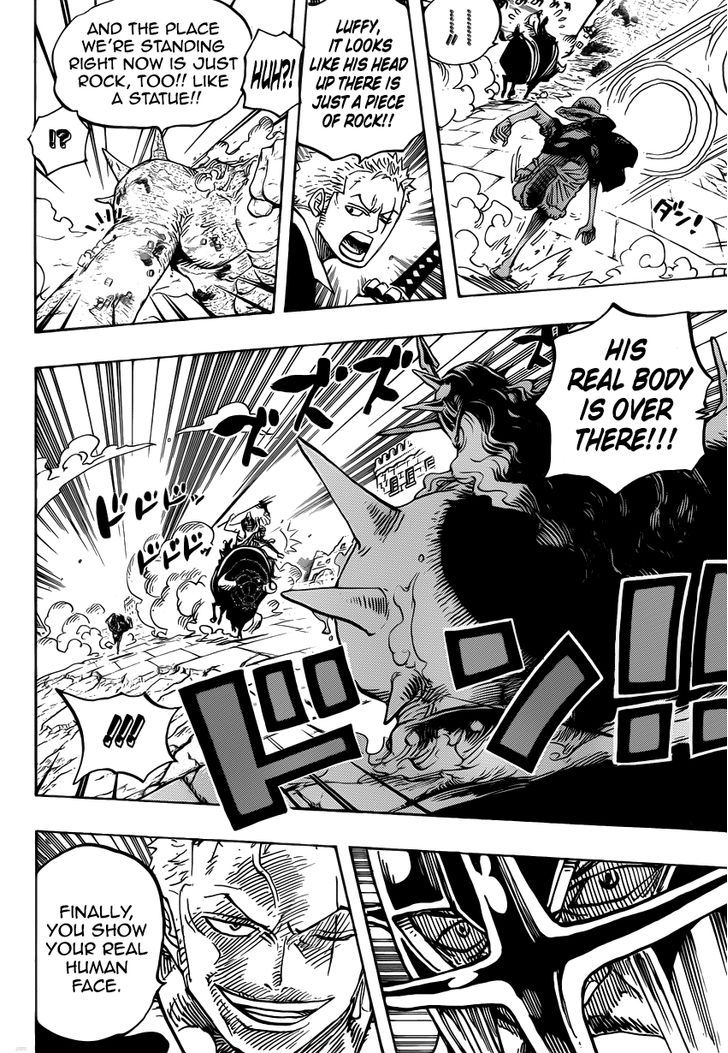 !!
ダン!
LUFFY,
IT LOOKS
LIKE HIS HEAD
UP THERE IS
JUST A PIECE
OF ROCK!!
HUH?!
AND THE PLACE
WE'RE STANDING
RIGHT NOW IS JUST
ROCK, TOO!! LIKE
A STATUE!!
!?
HIS
REAL BODY
IS OVER
THERE!!!
ズズズ
ドドドッ
ドドドッ
ドドン!!
!!!
FINALLY,
YOU SHOW
YOUR REAL
HUMAN
FACE.